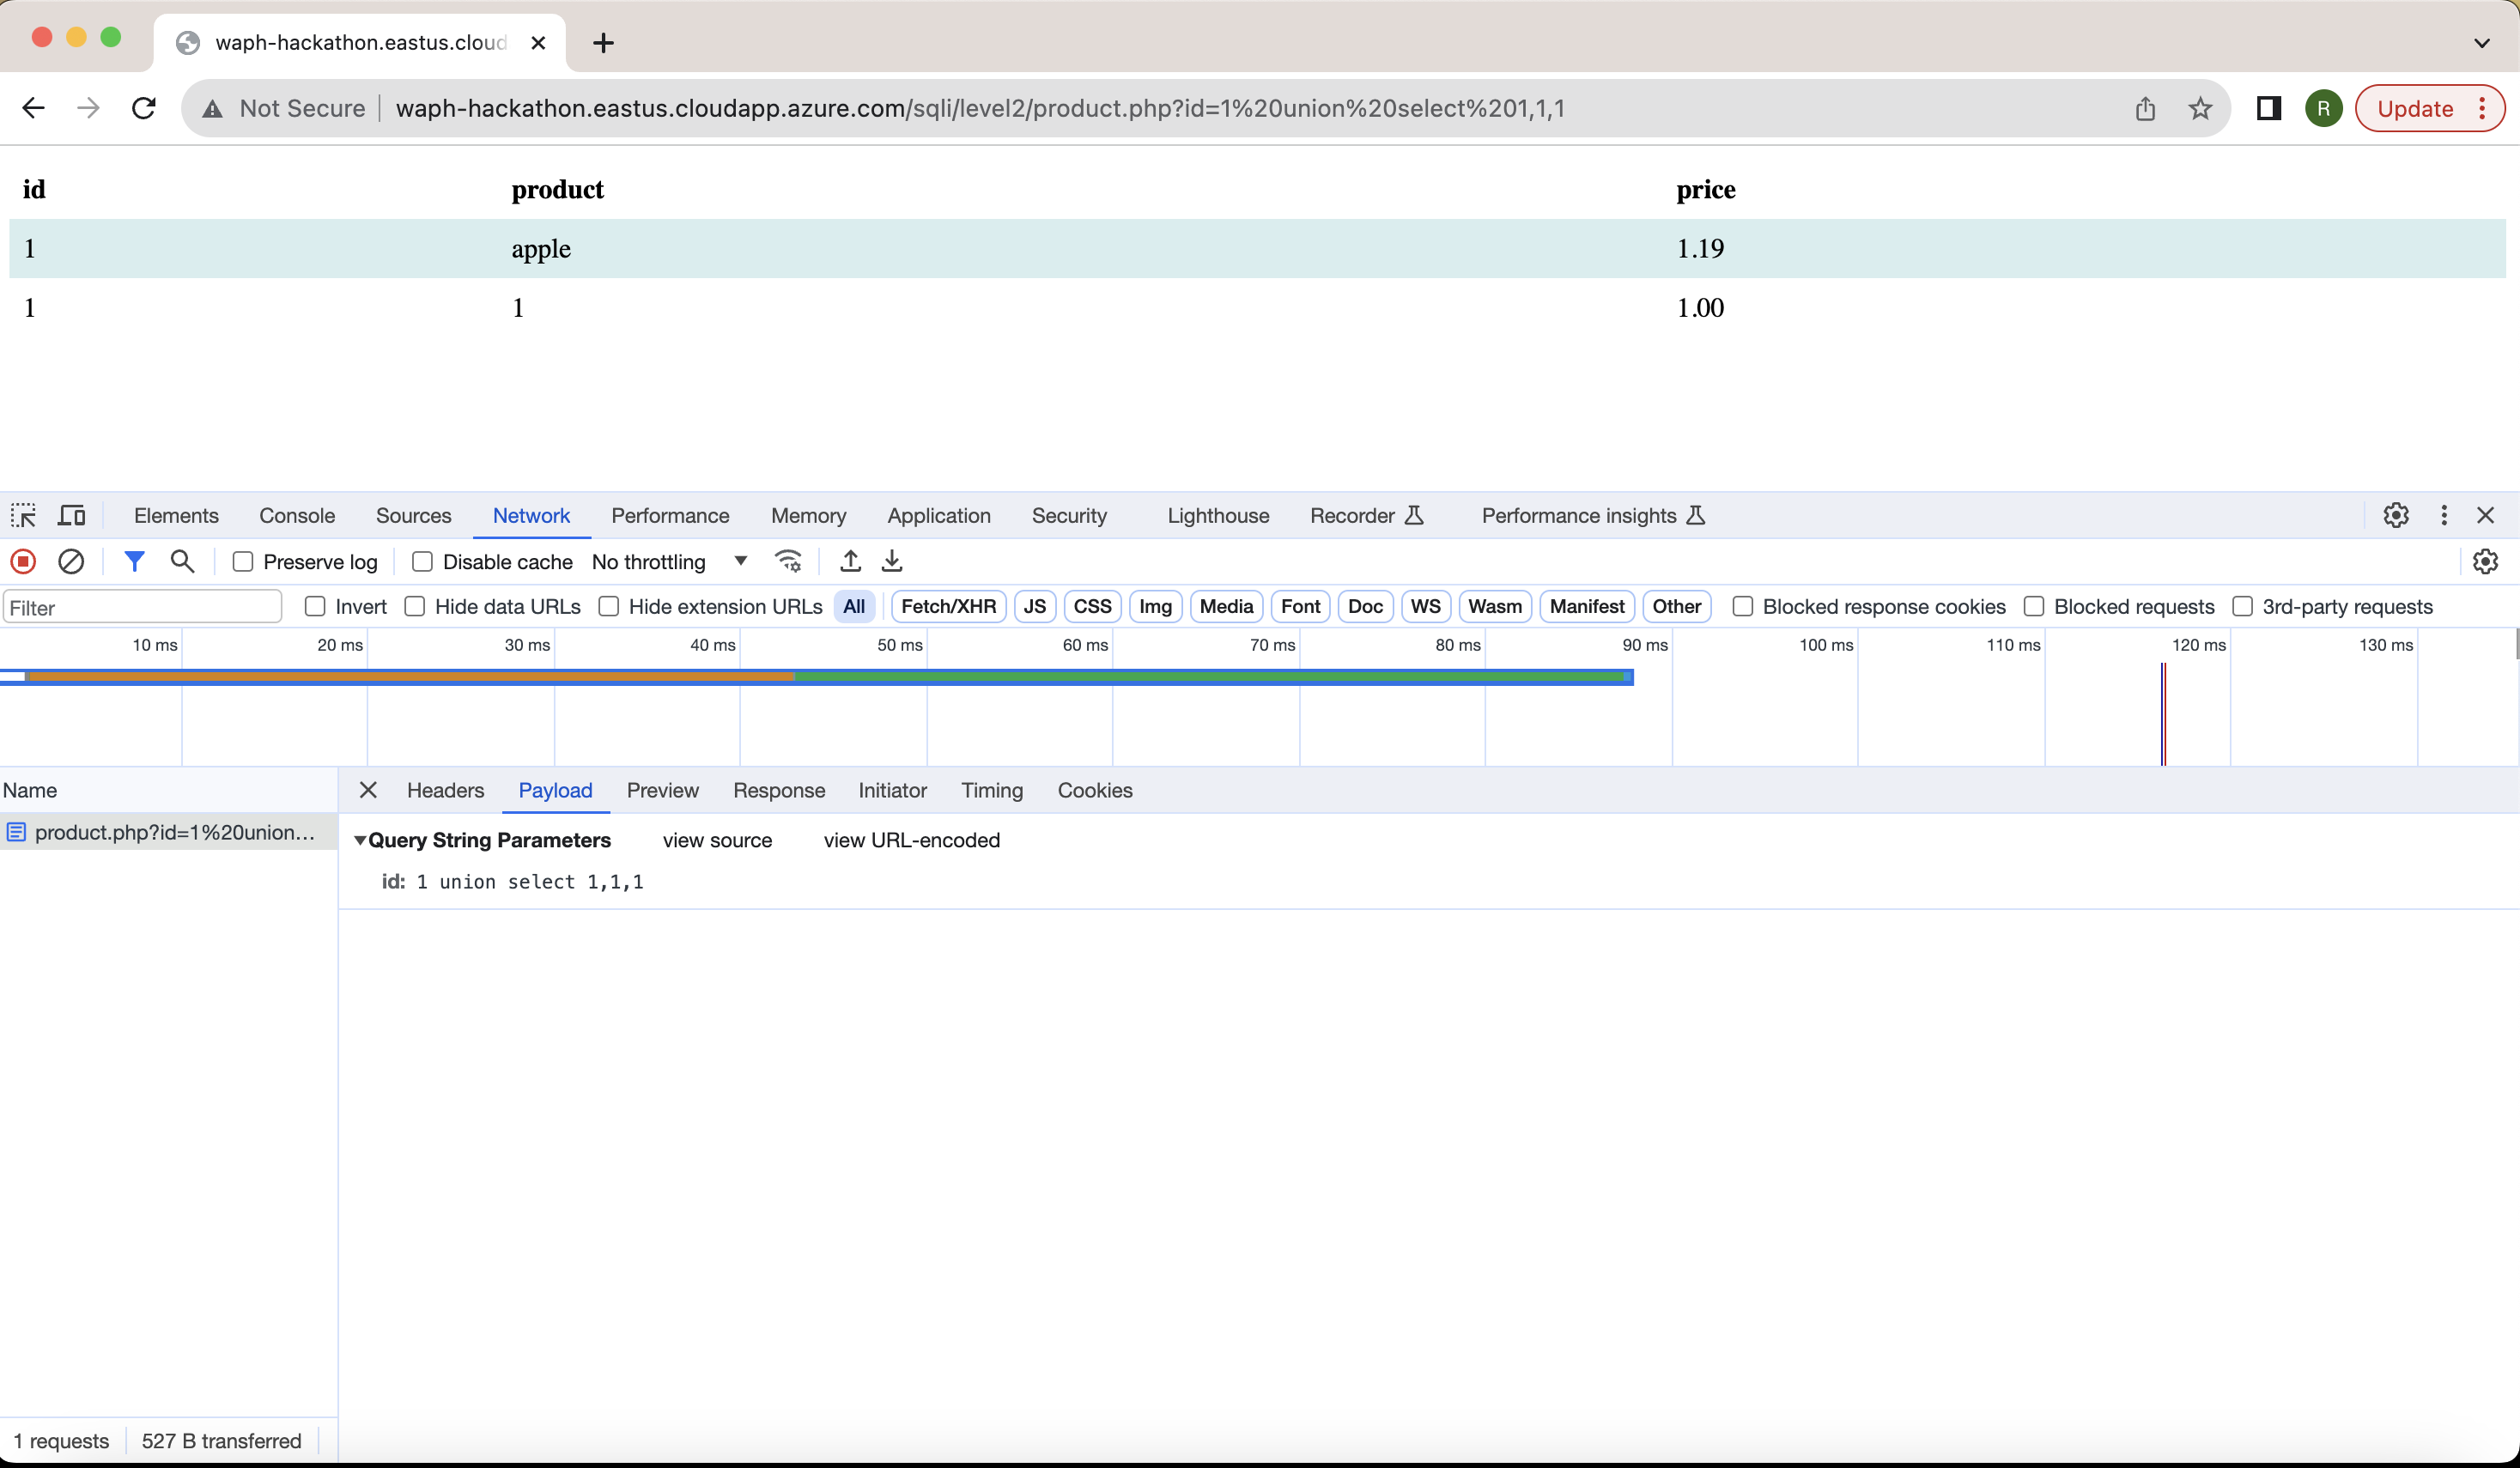 waph-hackathon.eastus.cloud
Not Secure waph-hackathon.eastus.cloudapp.azure.com/sqli/level2/product.php?id=1%20union%20select%201,1,1 R Update
id product price
1 apple 1.19
1 1 1.00
Elements Console Sources Network Performance Memory Application Security Lighthouse Recorder Performance insights
Preserve log Disable cache No throttling
Filter Invert Hide data URLs Hide extension URLs All Fetch/XHR JS CSS Img Media Font Doc WS Wasm Manifest Other Blocked response cookies Blocked requests 3rd-party requests
10 ms 20 ms 30 ms 40 ms 50 ms 60 ms 70 ms 80 ms 90 ms 100 ms 110 ms 120 ms 130 ms
Name Headers Payload Preview Response Initiator Timing Cookies
product.php?id=1%20union... Query String Parameters view source view URL-encoded
id: 1 union select 1,1,1
1 requests 527 B transferred